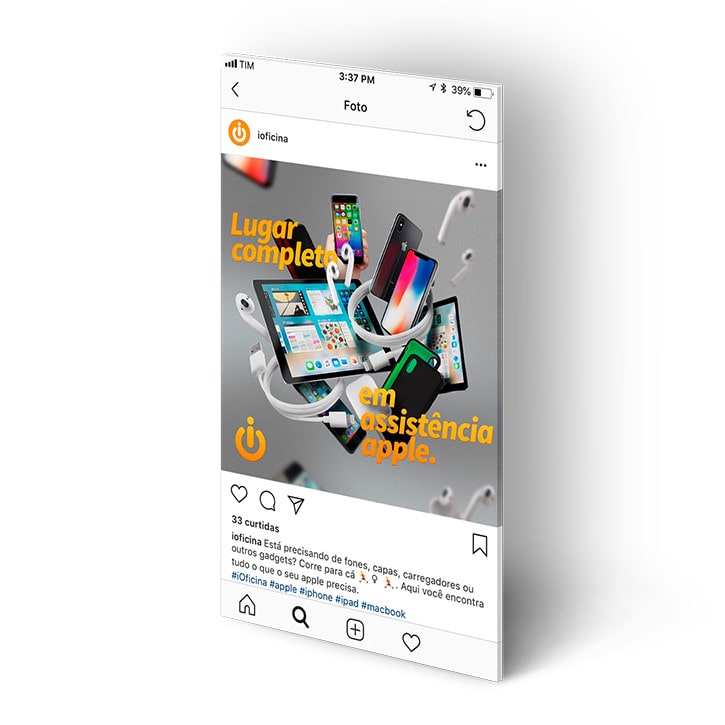 TIM
3:37 PM
39%
Foto
ioficina
Lugar
completo
em
assistência
apple.
33 curtidas
ioficina Está precisando de fones, capas, carregadores ou
outros gadgets? Corre para cá 🏃♀🏃. Aqui você encontra
tudo o que o seu apple precisa.
#iOficina #apple #iphone #ipad #macbook